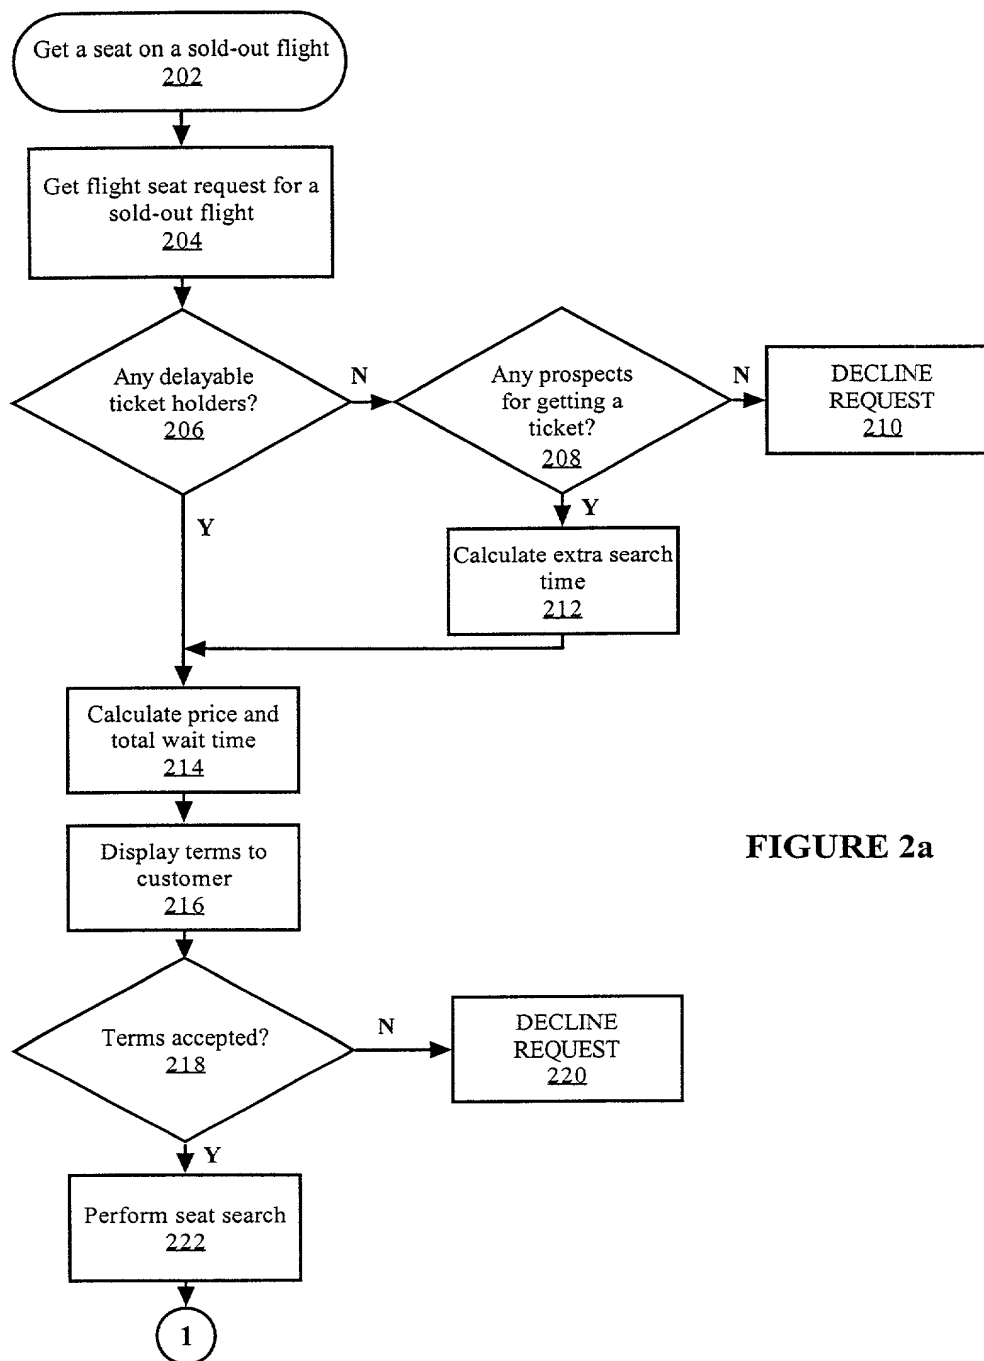 Get a seat on a sold-out flight
202
Get flight seat request for a
sold-out flight
204
Any delayable
ticket holders?
206
N
Any prospects
for getting a
ticket?
208
N
DECLINE
REQUEST
210
Y
Y
Calculate extra search
time
212
Calculate price and
total wait time
214
Display terms to
customer
216
FIGURE 2a
Terms accepted?
218
N
DECLINE
REQUEST
220
Y
Perform seat search
222
1